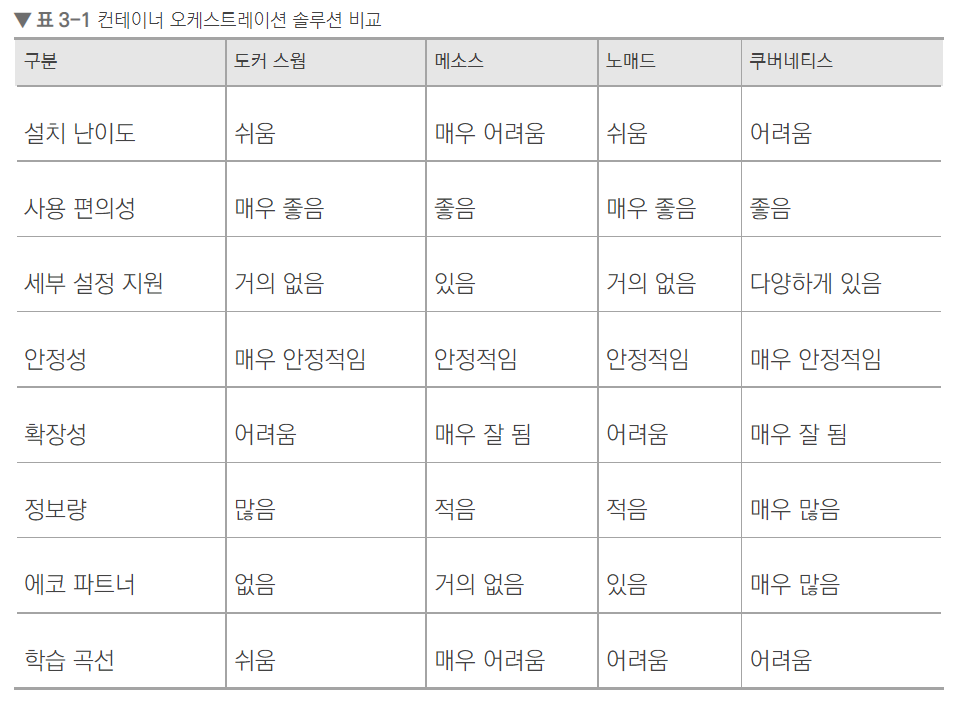 ▼ 표 3-1 컨테이너 오케스트레이션 솔루션 비교
구분 도커 스웜 메소스 노매드 쿠버네티스
설치 난이도 쉬움 매우 어려움 쉬움 어려움
사용 편의성 매우 좋음 좋음 매우 좋음 좋음
세부 설정 지원 거의 없음 있음 거의 없음 다양하게 있음
안정성 매우 안정적임 안정적임 안정적임 매우 안정적임
확장성 어려움 매우 잘 됨 어려움 매우 잘 됨
정보량 많음 적음 적음 매우 많음
에코 파트너 없음 거의 없음 있음 매우 많음
학습 곡선 쉬움 매우 어려움 어려움 어려움